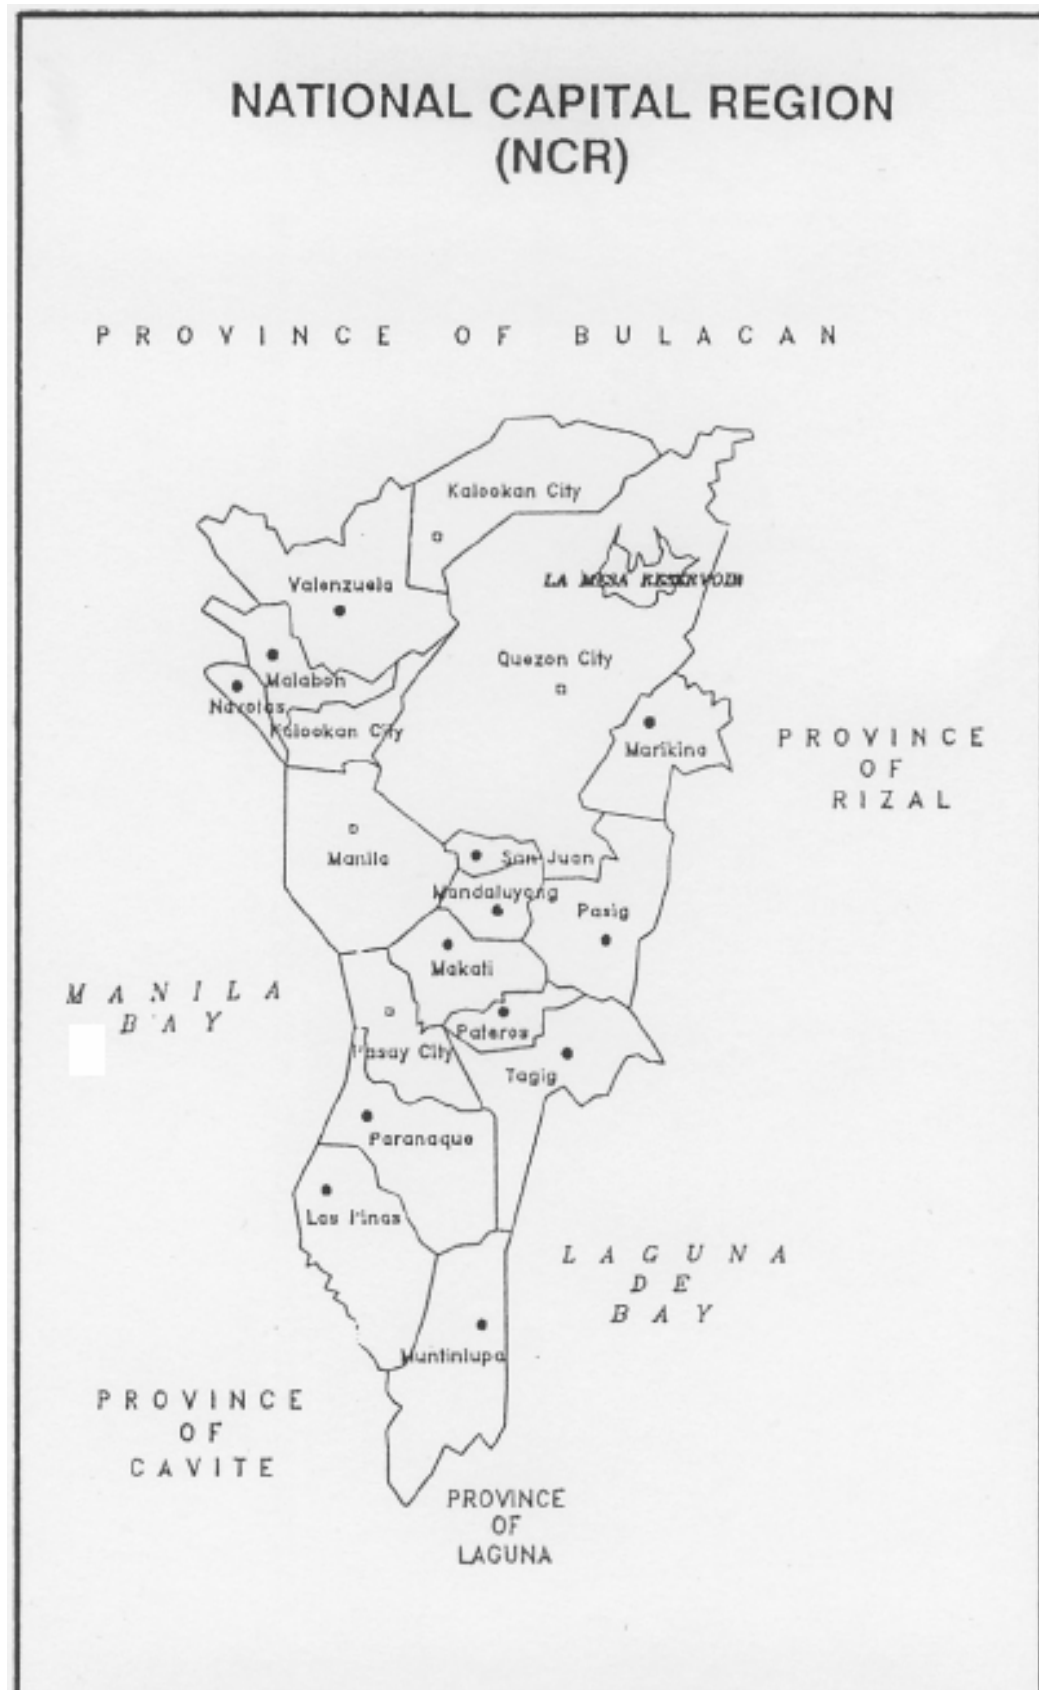 NATIONAL CAPITAL REGION
(NCR)
PROVINCE OF BULACAN
Kalookan City
LA MESA RESERVOIR
Valenzuela
Quezon City
Malabon
Navotas
Kalookan City
Marikina
PROVINCE
OF
RIZAL
Manila
San Juan
Mandaluyong
Pasig
Makati
MANILA
BAY
Pateros
Pasay City
Tagig
Paranaque
Las Pinas
LAGUNA
DE
BAY
Muntinlupa
PROVINCE
OF
CAVITE
PROVINCE
OF
LAGUNA